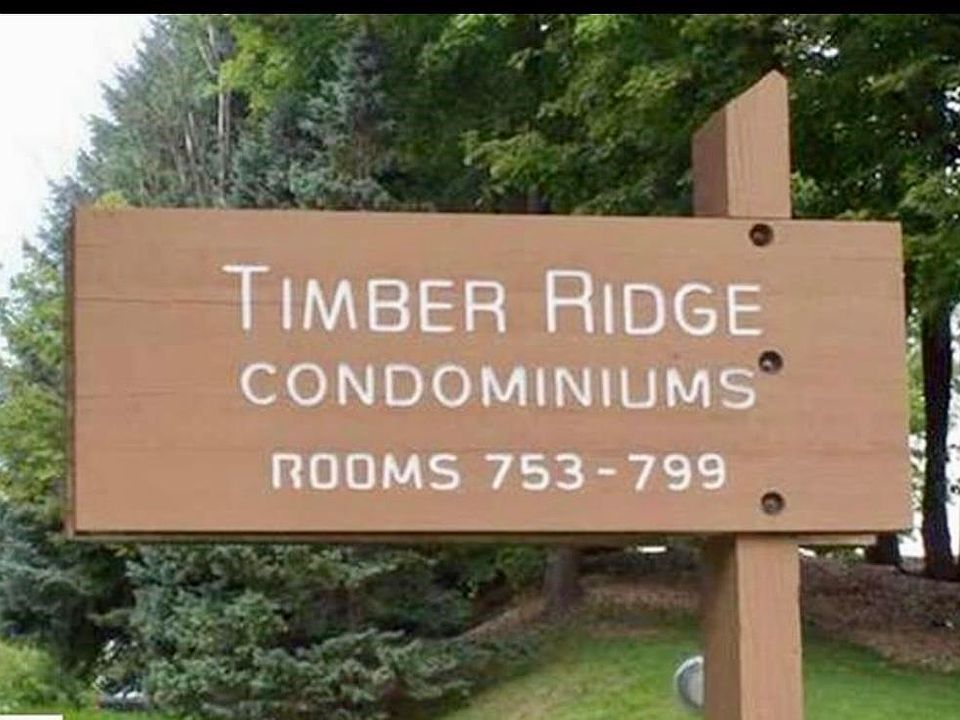 TIMBER RIDGE
CONDOMINIUMS
ROOMS 753-799